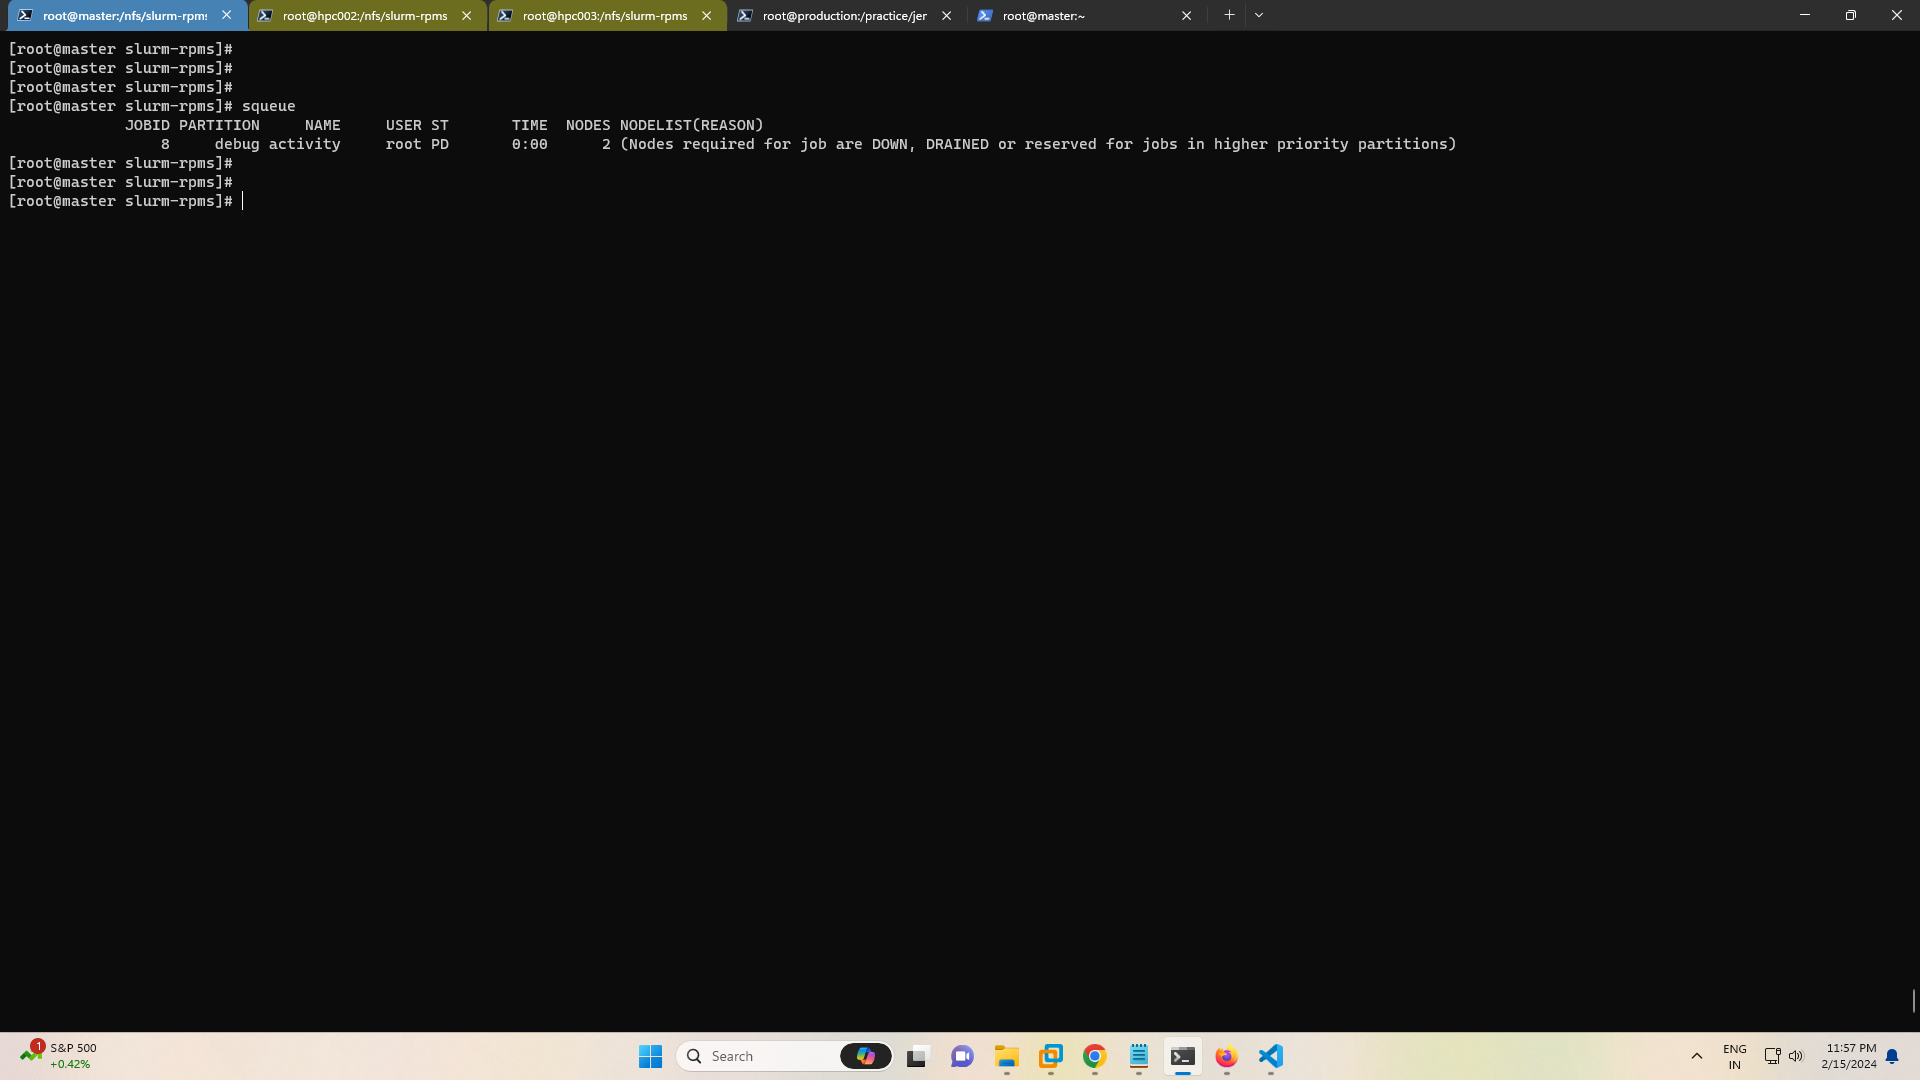 root@master:/nfs/slurm-rpms
root@hpc002:/nfs/slurm-rpms
root@hpc003:/nfs/slurm-rpms
root@production:/practice/jer
root@master:~
[root@master slurm-rpms]#
[root@master slurm-rpms]#
[root@master slurm-rpms]#
[root@master slurm-rpms]# squeue
JOBID PARTITION NAME USER ST TIME NODES NODELIST(REASON)
8 debug activity root PD 0:00 2 (Nodes required for job are DOWN, DRAINED or reserved for jobs in higher priority partitions)
[root@master slurm-rpms]#
[root@master slurm-rpms]#
[root@master slurm-rpms]#
1
S&P 500
+0.42%
Search
ENG
IN
11:57 PM
2/15/2024